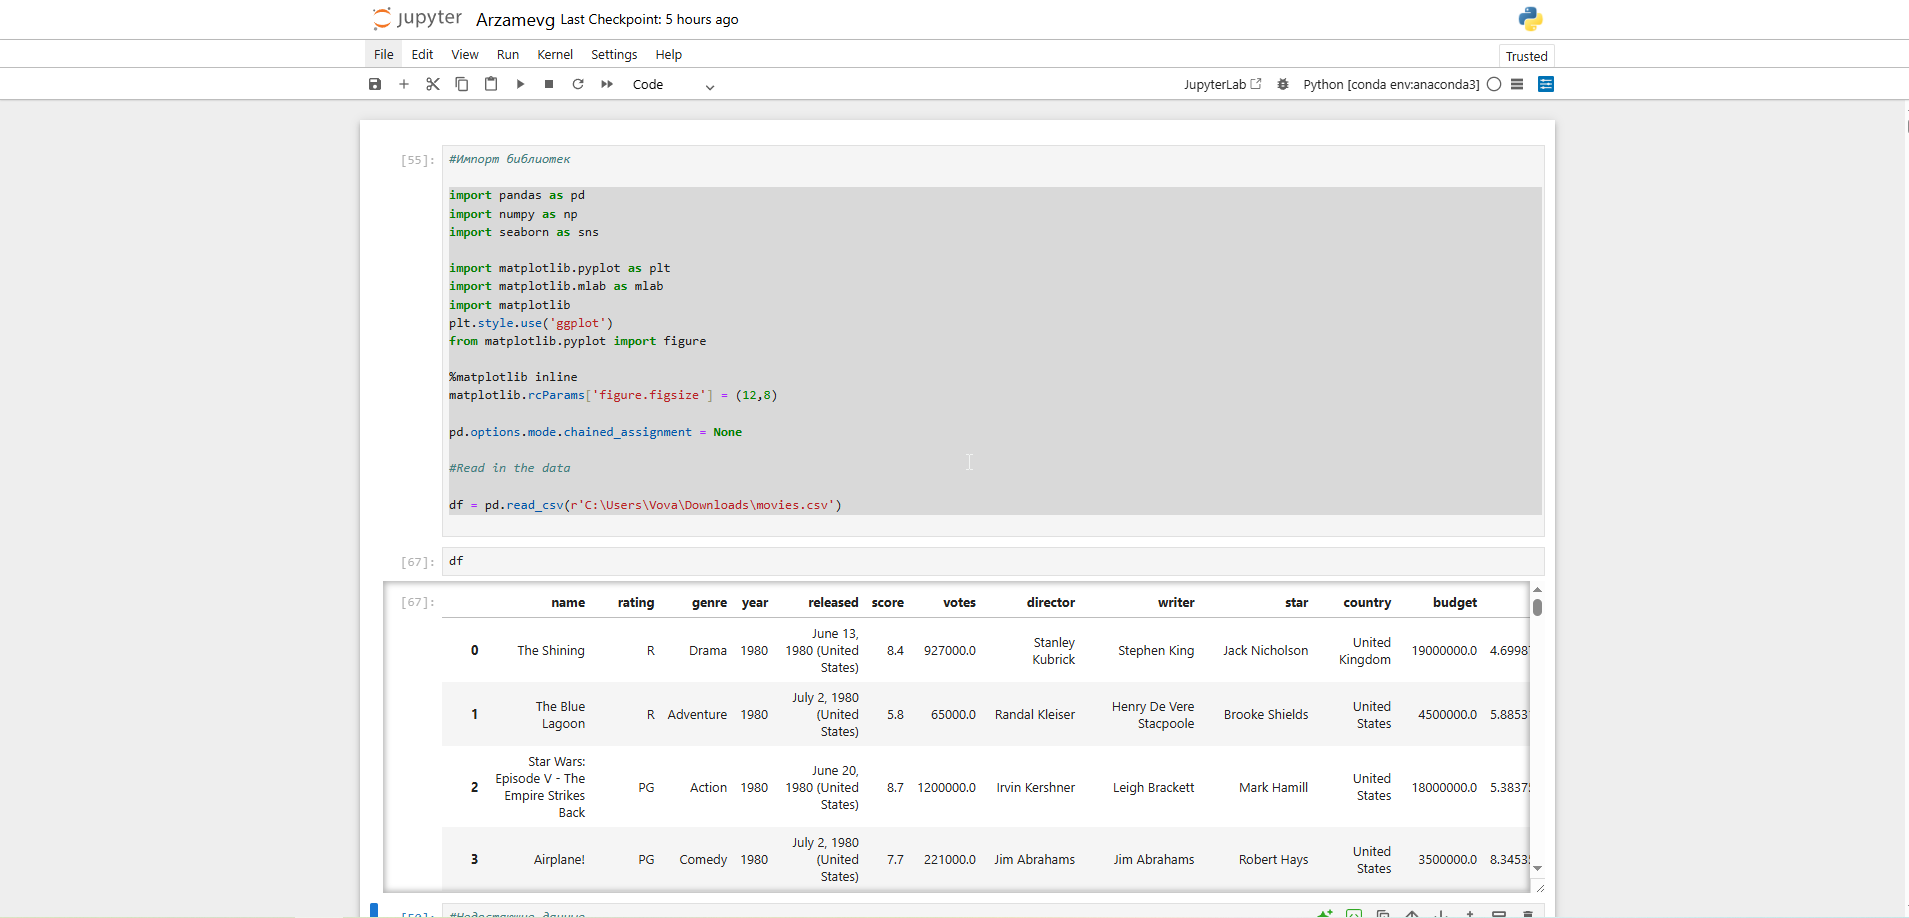 jupyter Arzamevg Last Checkpoint: 5 hours ago
File Edit View Run Kernel Settings Help
Trusted
Code
JupyterLab
Python [conda env:anaconda3]
[55]:
#Импорт библиотек
import pandas as pd
import numpy as np
import seaborn as sns
import matplotlib.pyplot as plt
import matplotlib.mlab as mlab
import matplotlib
plt.style.use('ggplot')
from matplotlib.pyplot import figure
%matplotlib inline
matplotlib.rcParams['figure.figsize'] = (12,8)
pd.options.mode.chained_assignment = None
#Read in the data
df = pd.read_csv(r'C:\Users\Vova\Downloads\movies.csv')
[67]: df
[67]:
name rating genre year released score votes director writer star country budget
0 The Shining R Drama 1980 June 13, 1980 (United States) 8.4 927000.0 Stanley Kubrick Stephen King Jack Nicholson United Kingdom 19000000.0 4.6998
1 The Blue Lagoon R Adventure 1980 July 2, 1980 (United States) 5.8 65000.0 Randal Kleiser Henry De Vere Stacpoole Brooke Shields United States 4500000.0 5.8853
2 Star Wars: Episode V - The Empire Strikes Back PG Action 1980 June 20, 1980 (United States) 8.7 1200000.0 Irvin Kershner Leigh Brackett Mark Hamill United States 18000000.0 5.3837
3 Airplane! PG Comedy 1980 July 2, 1980 (United States) 7.7 221000.0 Jim Abrahams Jim Abrahams Robert Hays United States 3500000.0 8.3453
#Недостающие данные